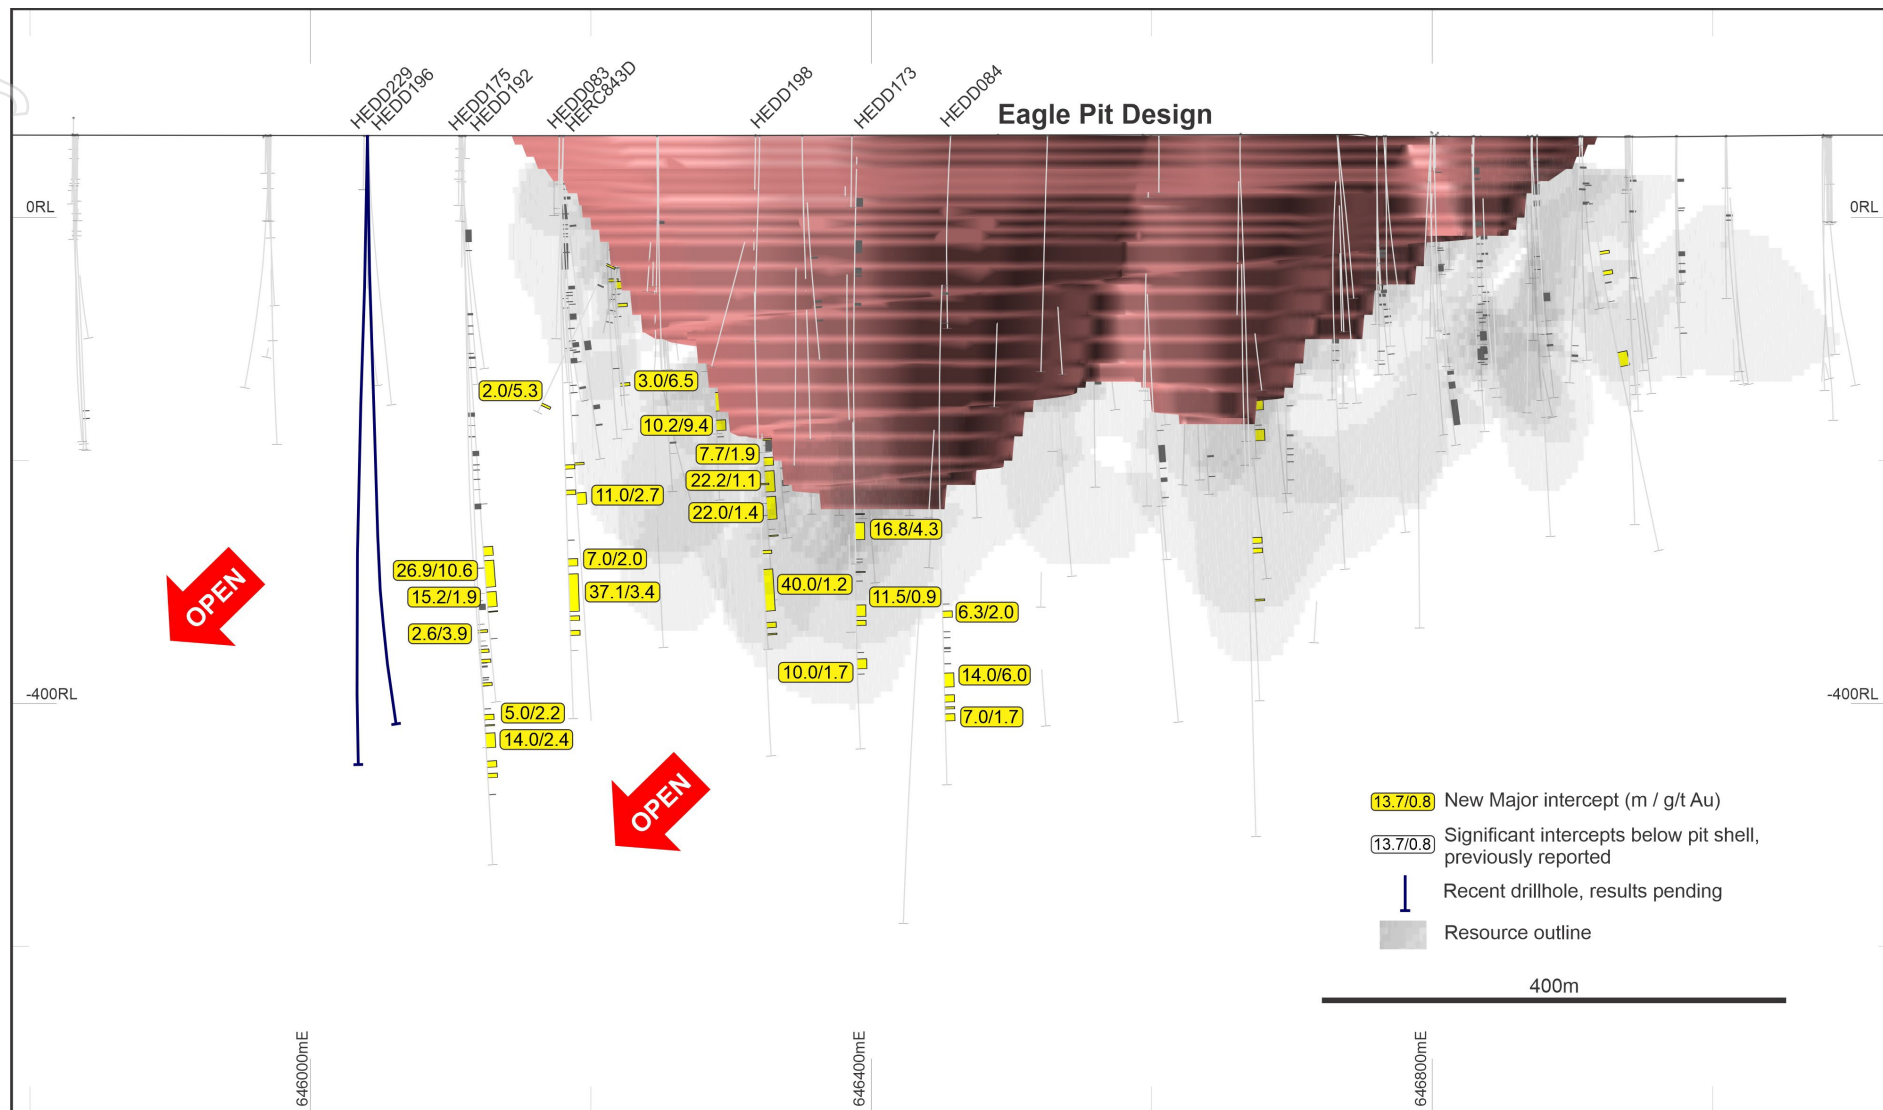 HEDD229
HEDD196
HEDD175
HEDD192
HEDD083
HERC843D
HEDD198
HEDD173
HEDD084
Eagle Pit Design
0RL
0RL
2.0/5.3
3.0/6.5
10.2/9.4
7.7/1.9
22.2/1.1
11.0/2.7
22.0/1.4
16.8/4.3
7.0/2.0
26.9/10.6
40.0/1.2
37.1/3.4
15.2/1.9
11.5/0.9
6.3/2.0
2.6/3.9
10.0/1.7
14.0/6.0
OPEN
-400RL
-400RL
5.0/2.2
7.0/1.7
14.0/2.4
OPEN
13.7/0.8 New Major intercept (m / g/t Au)
13.7/0.8 Significant intercepts below pit shell,
previously reported
Recent drillhole, results pending
Resource outline
400m
646000mE
646400mE
646800mE